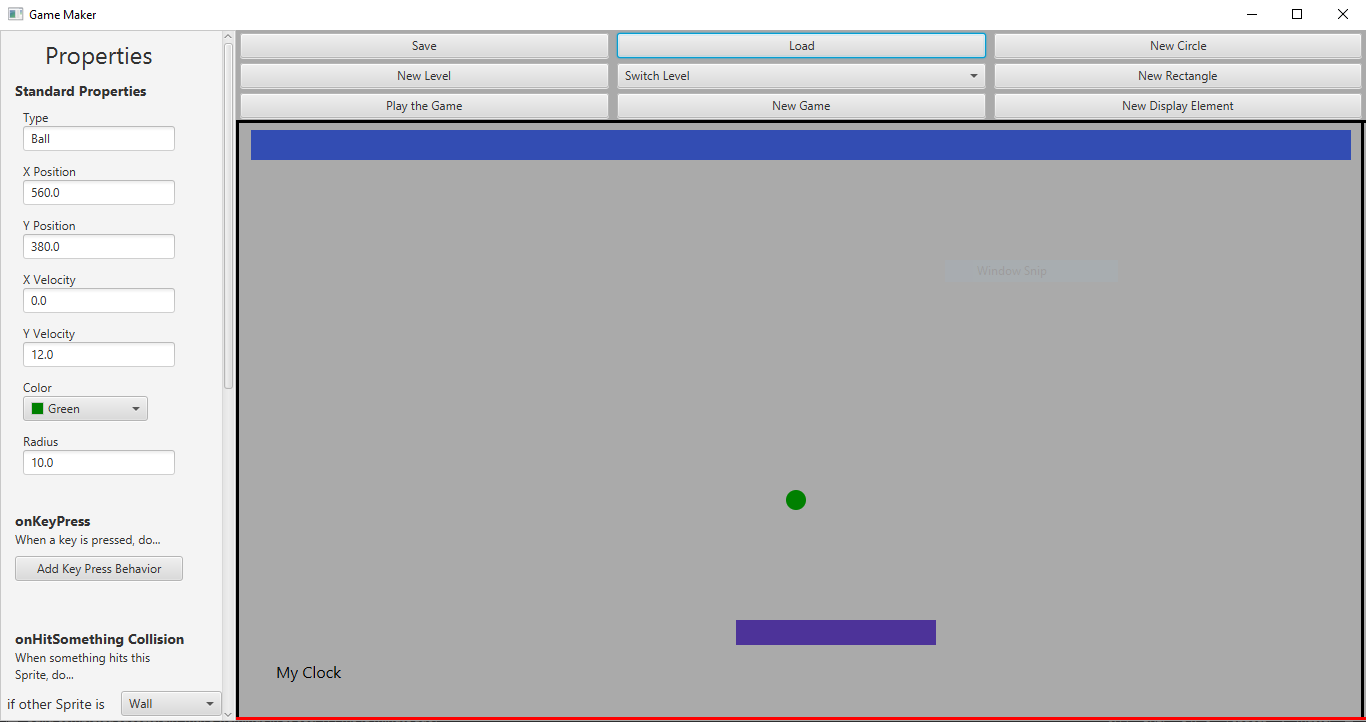 Game Maker
Properties
Standard Properties
Type
Ball
X Position
560.0
Y Position
380.0
X Velocity
0.0
Y Velocity
12.0
Color
Green
Radius
10.0
onKeyPress
When a key is pressed, do...
Add Key Press Behavior
onHitSomething Collision
When something hits this
Sprite, do...
if other Sprite is
Wall
Save
Load
New Circle
New Level
Switch Level
New Rectangle
Play the Game
New Game
New Display Element
Window Snip
My Clock